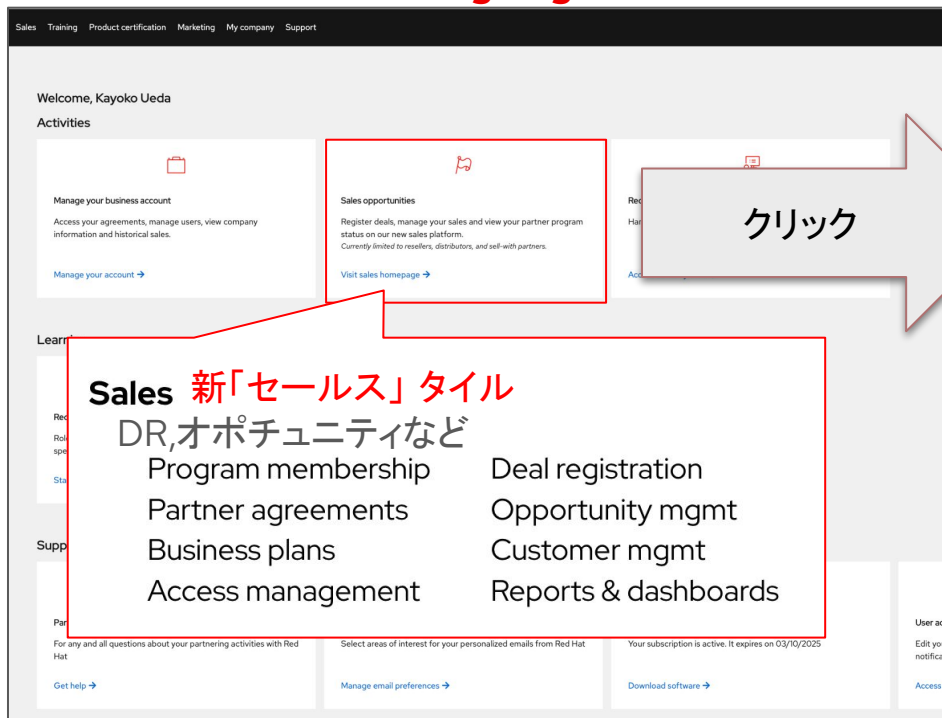 Sales Training Product certification Marketing My company Support
Welcome, Kayoko Ueda
Activities
Manage your business account
Access your agreements, manage users, view company
information and historical sales.
Manage your account →
Sales opportunities
Register deals, manage your sales and view your partner program
status on our new sales platform.
Currently limited to resellers, distributors, and sell-with partners.
Visit sales homepage →
クリック
Sales 新「セールス」タイル
DR,オポチュニティなど
Program membership
Partner agreements
Business plans
Access management
Deal registration
Opportunity mgmt
Customer mgmt
Reports & dashboards
For any and all questions about your partnering activities with Red
Hat
Get help →
Select areas of interest for your personalized emails from Red Hat
Manage email preferences →
Your subscription is active. It expires on 03/10/2025
Download software →
User
Edit
Access